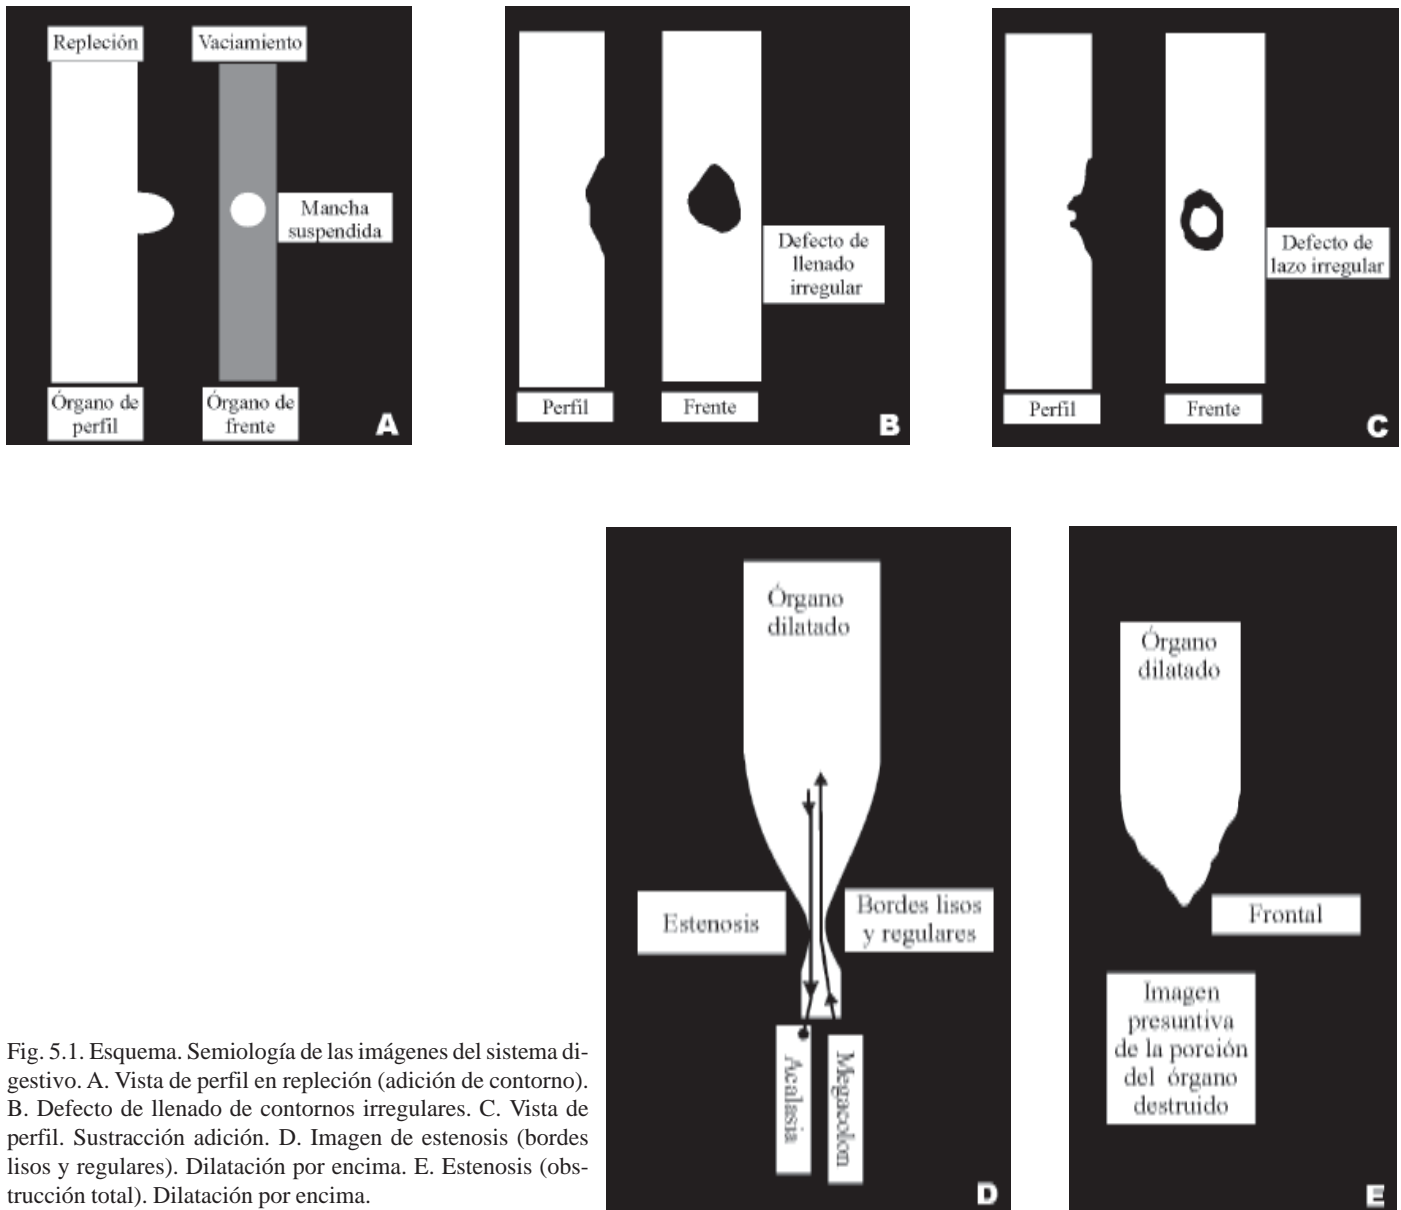 Repleción
Vaciamiento
Mancha
suspendida
Órgano de
perfil
Órgano de
frente
A
Defecto de
llenado
irregular
Perfil
Frente
B
Defecto de
lazo irregular
Perfil
Frente
C
Órgano
dilatado
Estenosis
Bordes lisos
y regulares
Acalasia
Megacolon
D
Órgano
dilatado
Frontal
Imagen
presuntiva
de la porción
del órgano
destruido
E
Fig. 5.1. Esquema. Semiología de las imágenes del sistema di-
gestivo. A. Vista de perfil en repleción (adición de contorno).
B. Defecto de llenado de contornos irregulares. C. Vista de
perfil. Sustracción adición. D. Imagen de estenosis (bordes
lisos y regulares). Dilatación por encima. E. Estenosis (obs-
trucción total). Dilatación por encima.